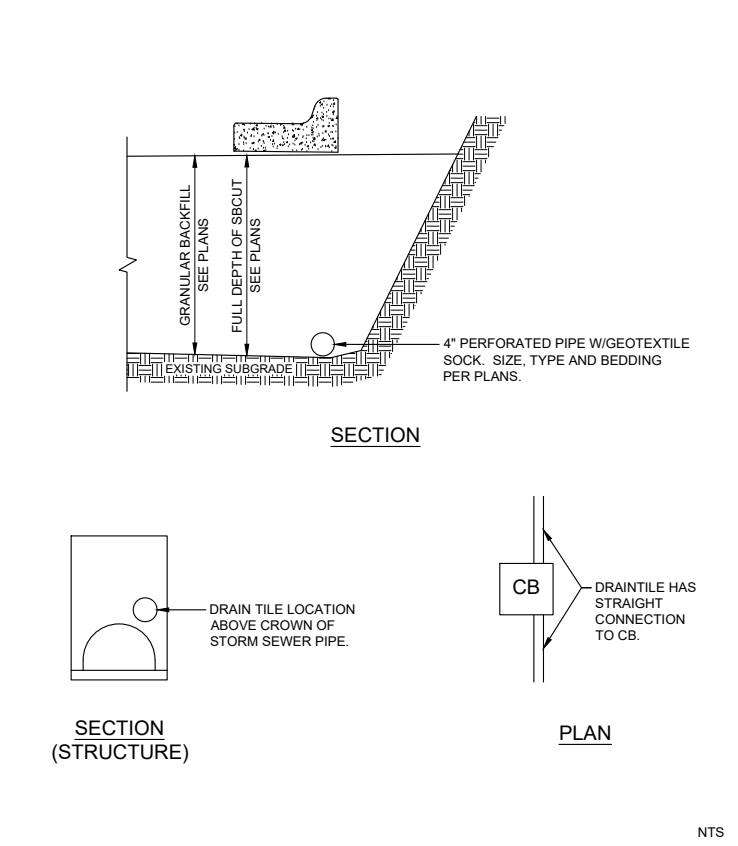 GRANULAR BACKFILL
SEE PLANS
FULL DEPTH OF SBCUT
SEE PLANS
4" PERFORATED PIPE W/GEOTEXTILE
SOCK. SIZE, TYPE AND BEDDING
PER PLANS.
EXISTING SUBGRADE
SECTION
DRAIN TILE LOCATION
ABOVE CROWN OF
STORM SEWER PIPE.
SECTION
(STRUCTURE)
CB
DRAINTILE HAS
STRAIGHT
CONNECTION
TO CB.
PLAN
NTS